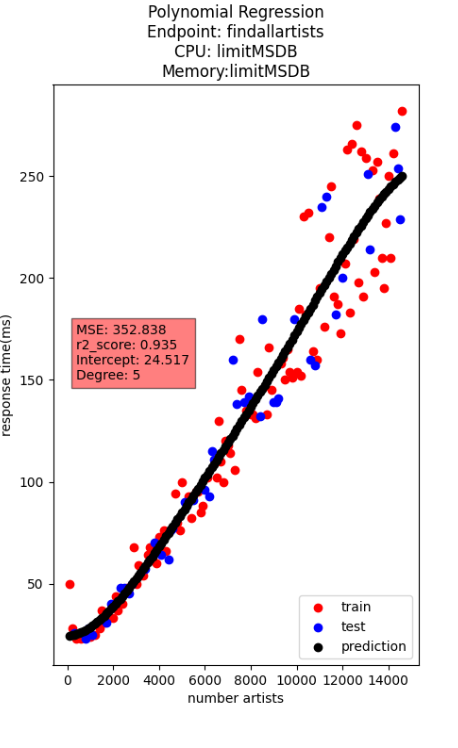 Polynomial Regression
Endpoint: findallartists
CPU: limitMSDB
Memory:limitMSDB
250
200
150
100
50
response time(ms)
MSE: 352.838
r2_score: 0.935
Intercept: 24.517
Degree: 5
train
test
prediction
0 2000 4000 6000 8000 10000 12000 14000
number artists